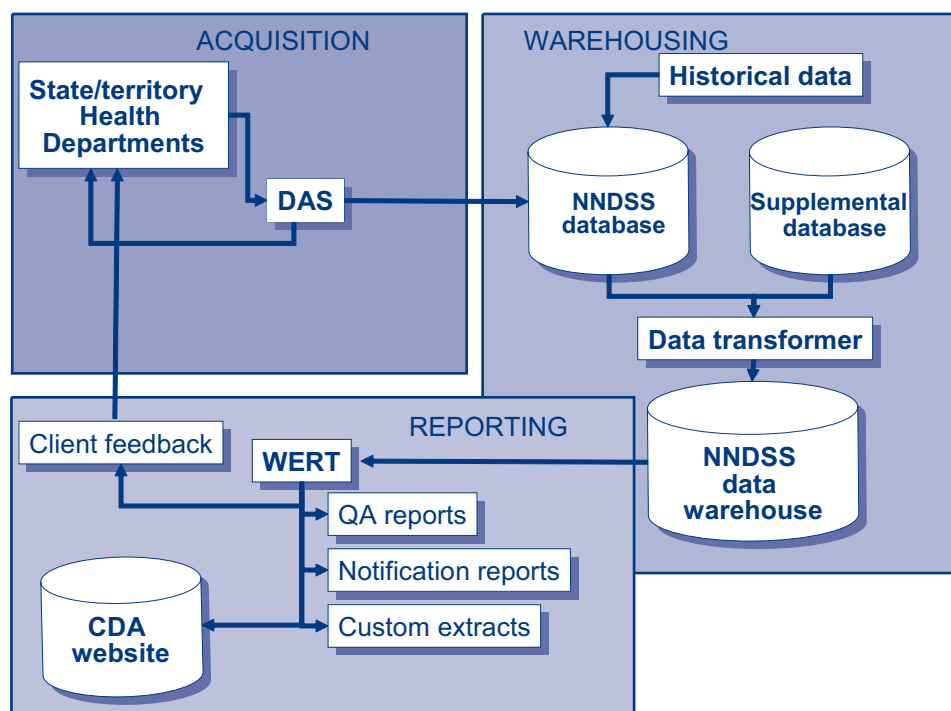 ACQUISITION
State/territory
Health
Departments
DAS
WAREHOUSING
Historical data
NNDSS
database
Supplemental
database
Data transformer
NNDSS
data
warehouse
REPORTING
Client feedback
WERT
QA reports
Notification reports
Custom extracts
CDA
website